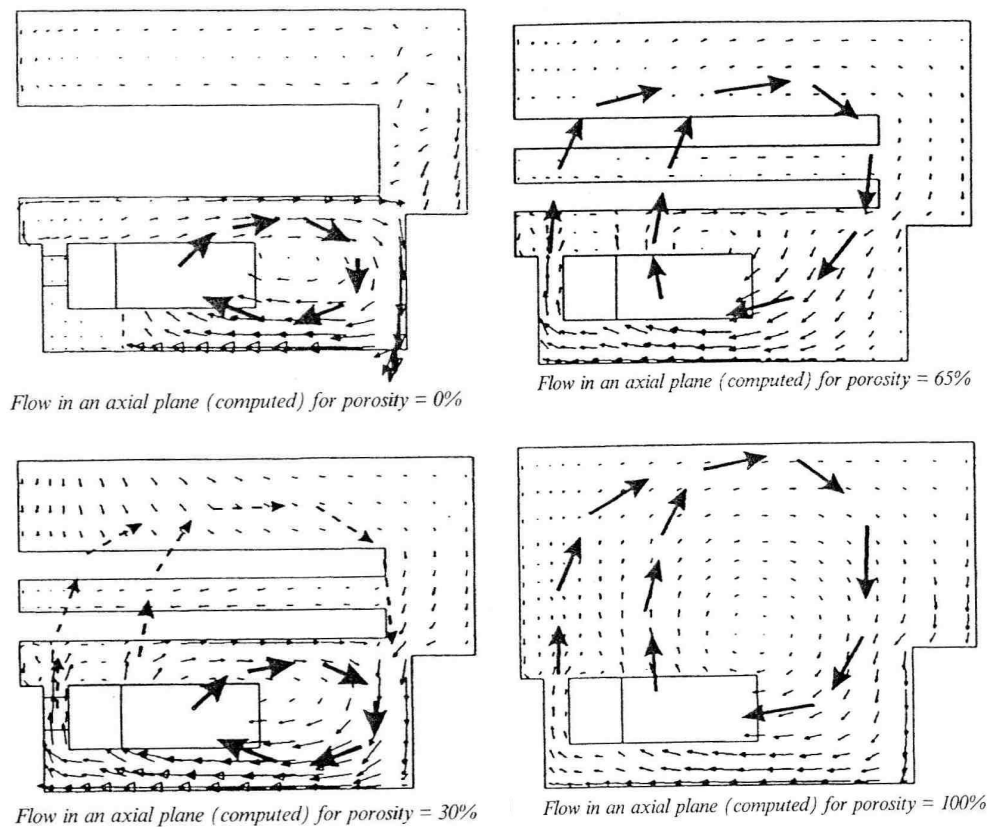 Flow in an axial plane (computed) for porosity = 0%
Flow in an axial plane (computed) for porosity = 65%
Flow in an axial plane (computed) for porosity = 30%
Flow in an axial plane (computed) for porosity = 100%